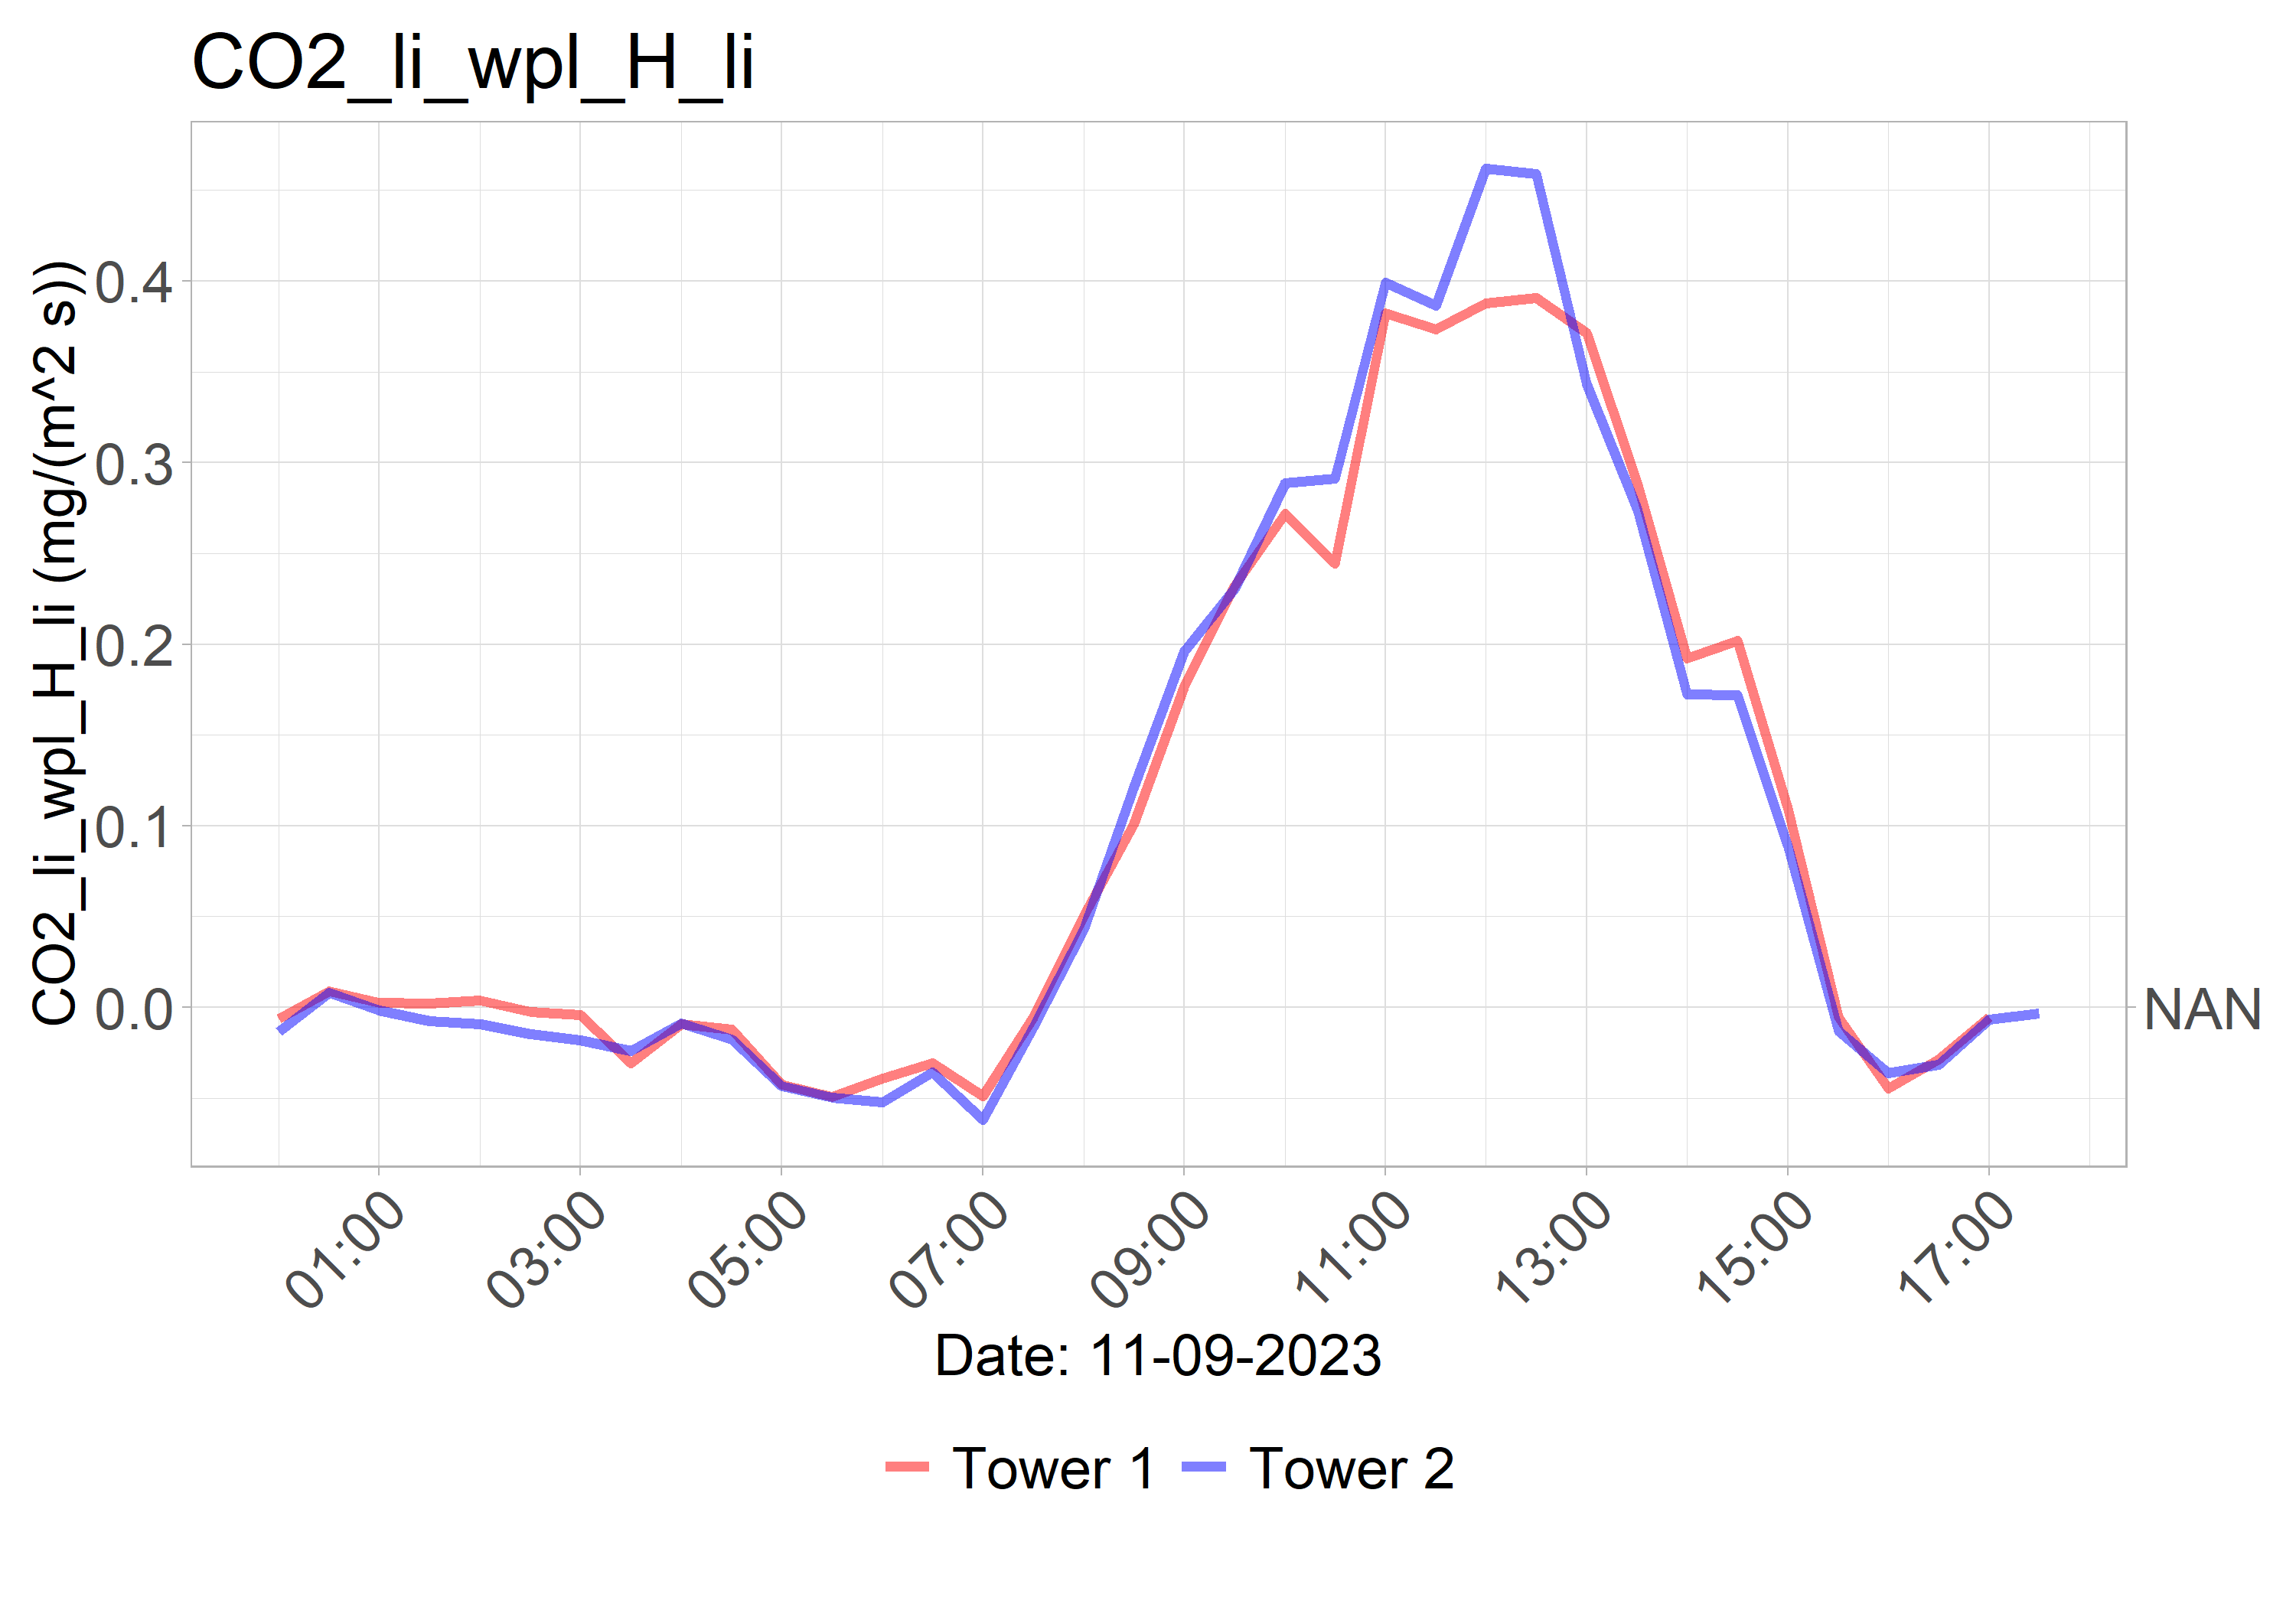 CO2_li_wpl_H_li
CO2_li_wpl_H_li (mg/(m^2 s))
0.4
0.3
0.2
0.1
0.0
NAN
01:00
03:00
05:00
07:00
09:00
11:00
13:00
15:00
17:00
Date: 11-09-2023
Tower 1
Tower 2